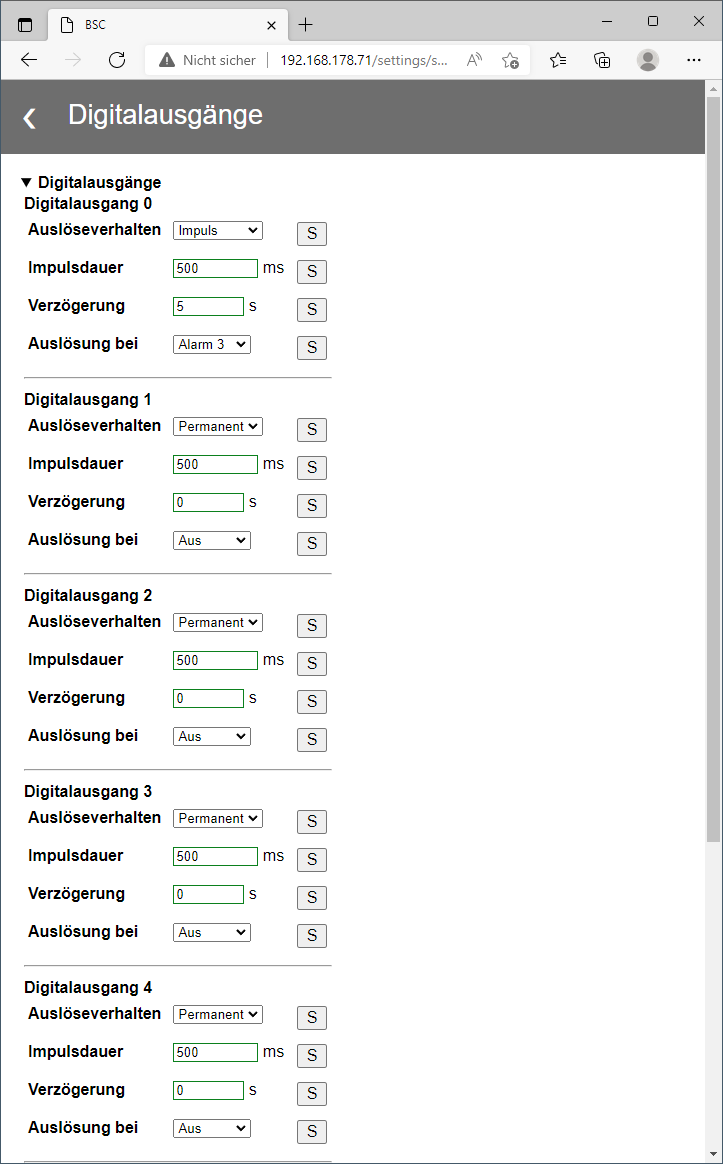 BSC
Nicht sicher 192.168.178.71/settings/s...
Digitalausgänge
Digitalausgänge
Digitalausgang 0
Auslöseverhalten Impuls S
Impulsdauer 500 ms S
Verzögerung 5 s S
Auslösung bei Alarm 3 S
Digitalausgang 1
Auslöseverhalten Permanent S
Impulsdauer 500 ms S
Verzögerung 0 s S
Auslösung bei Aus S
Digitalausgang 2
Auslöseverhalten Permanent S
Impulsdauer 500 ms S
Verzögerung 0 s S
Auslösung bei Aus S
Digitalausgang 3
Auslöseverhalten Permanent S
Impulsdauer 500 ms S
Verzögerung 0 s S
Auslösung bei Aus S
Digitalausgang 4
Auslöseverhalten Permanent S
Impulsdauer 500 ms S
Verzögerung 0 s S
Auslösung bei Aus S